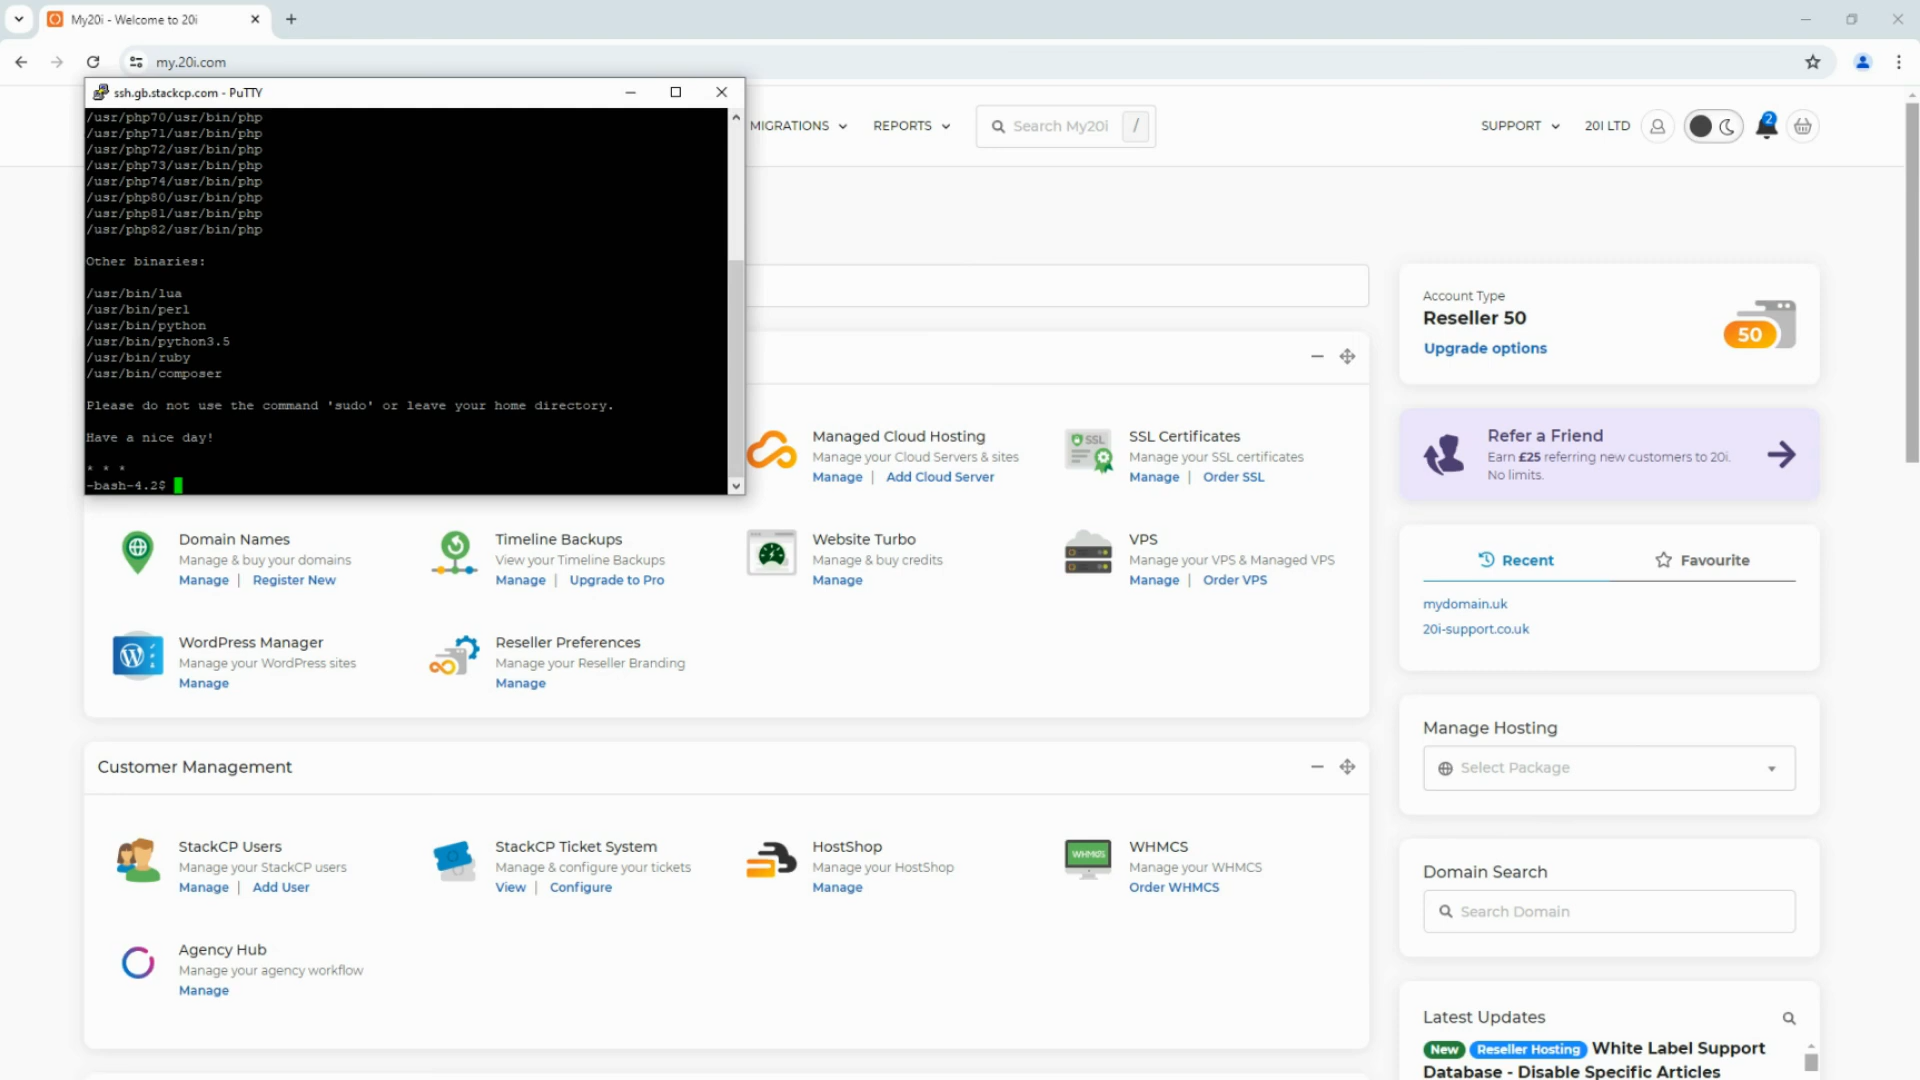 My20i - Welcome to 20i
my.20i.com
ssh.gb.stackcp.com - PuTTY
/usr/php70/usr/bin/php
/usr/php71/usr/bin/php
/usr/php72/usr/bin/php
/usr/php73/usr/bin/php
/usr/php74/usr/bin/php
/usr/php80/usr/bin/php
/usr/php81/usr/bin/php
/usr/php82/usr/bin/php
Other binaries:
/usr/bin/lua
/usr/bin/perl
/usr/bin/python
/usr/bin/python3.5
/usr/bin/ruby
/usr/bin/composer
Please do not use the command 'sudo' or leave your home directory.
Have a nice day!
* * *
-bash-4.2$
MIGRATIONS
REPORTS
Search My20i
/
SUPPORT
20I LTD
2
Managed Cloud Hosting
Manage your Cloud Servers & sites
Manage | Add Cloud Server
SSL
SSL Certificates
Manage your SSL certificates
Manage | Order SSL
Domain Names
Manage & buy your domains
Manage | Register New
Timeline Backups
View your Timeline Backups
Manage | Upgrade to Pro
Website Turbo
Manage & buy credits
Manage
VPS
Manage your VPS & Managed VPS
Manage | Order VPS
WordPress Manager
Manage your WordPress sites
Manage
Reseller Preferences
Manage your Reseller Branding
Manage
Customer Management
StackCP Users
Manage your StackCP users
Manage | Add User
StackCP Ticket System
Manage & configure your tickets
View | Configure
HostShop
Manage your HostShop
Manage
WHMCS
WHMCS
Manage your WHMCS
Order WHMCS
Agency Hub
Manage your agency workflow
Manage
Account Type
Reseller 50
Upgrade options
50
Refer a Friend
Earn £25 referring new customers to 20i.
No limits.
Recent
Favourite
mydomain.uk
20i-support.co.uk
Manage Hosting
Select Package
Domain Search
Search Domain
Latest Updates
New Reseller Hosting White Label Support
Database - Disable Specific Articles